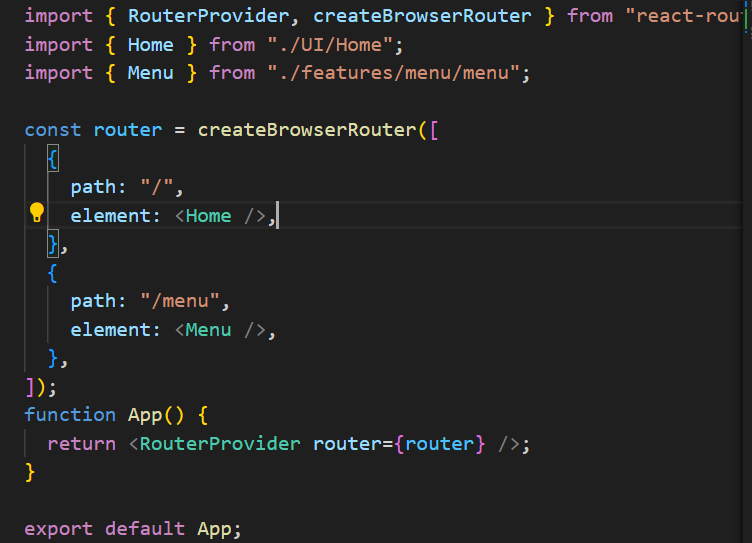 import { RouterProvider, createBrowserRouter } from "react-rout
import { Home } from "./UI/Home";
import { Menu } from "./features/menu/menu";
const router = createBrowserRouter([
{
path: "/",
element: <Home />,
},
{
path: "/menu",
element: <Menu />,
},
]);
function App() {
return <RouterProvider router={router} />;
}
export default App;